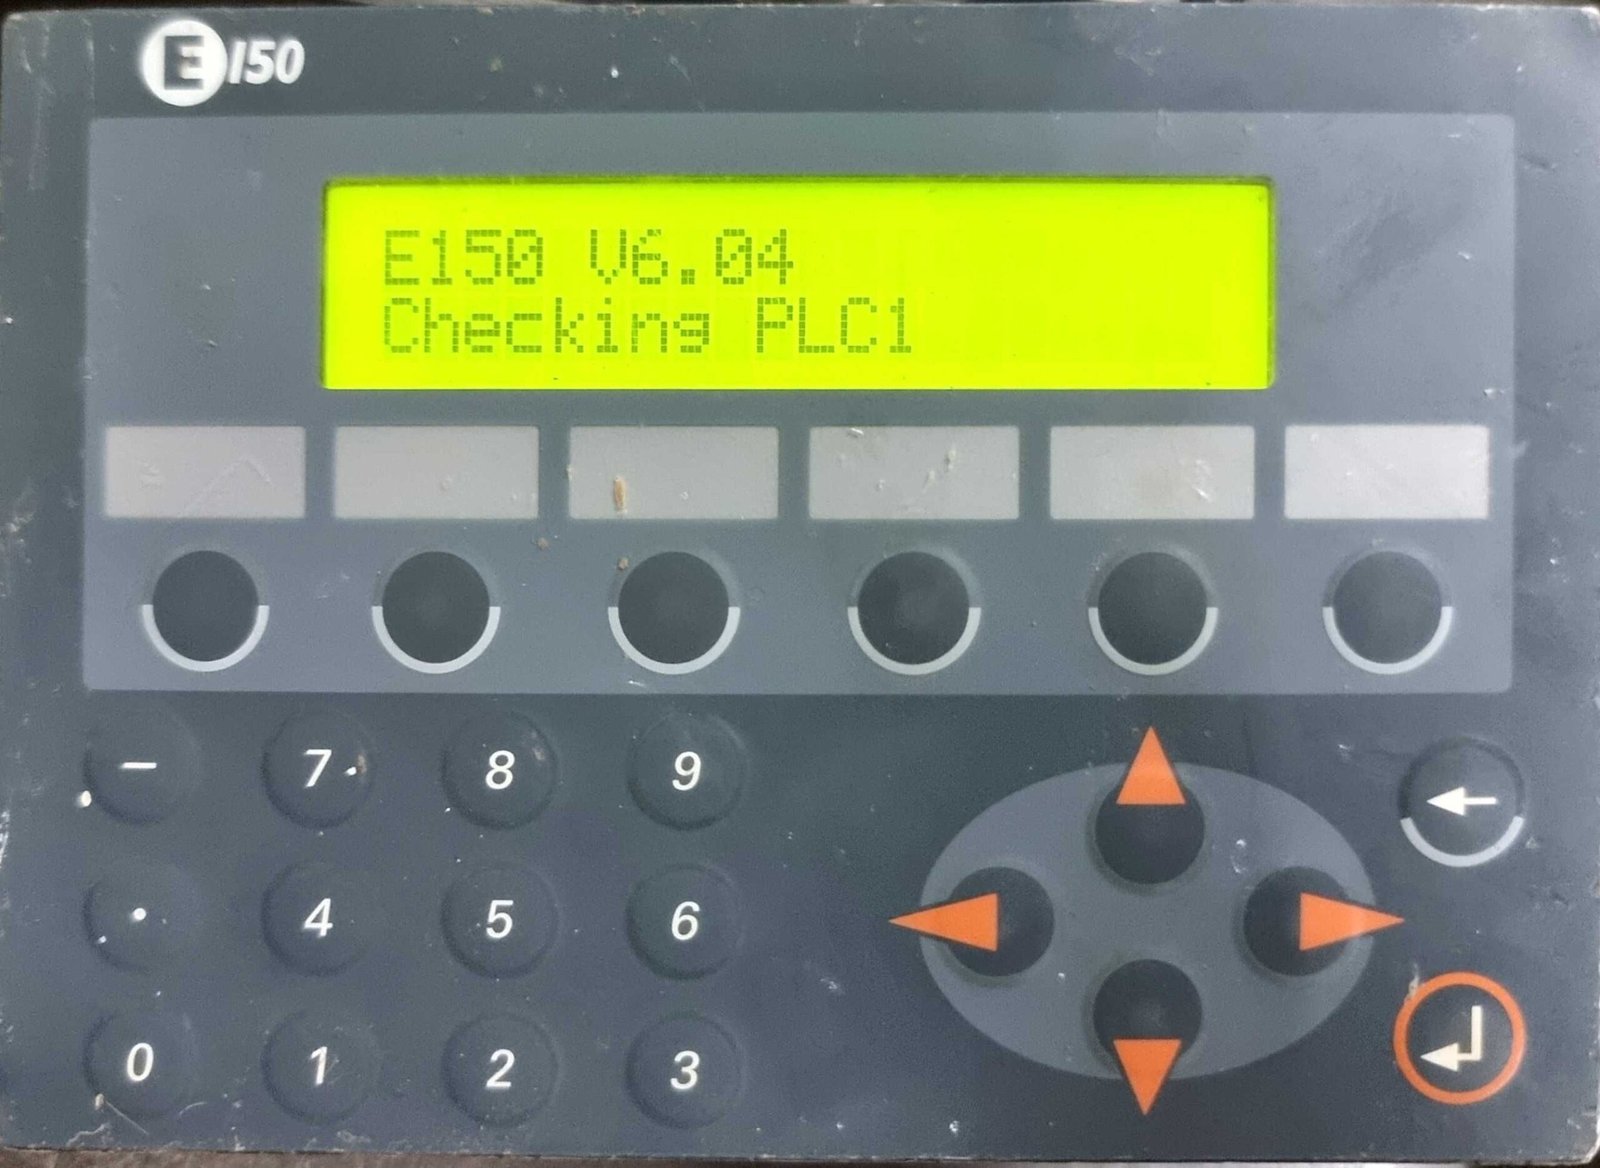 E150
E150 V6.04
Checking PLC1
- 7 8 9
. 4 5 6
0 1 2 3